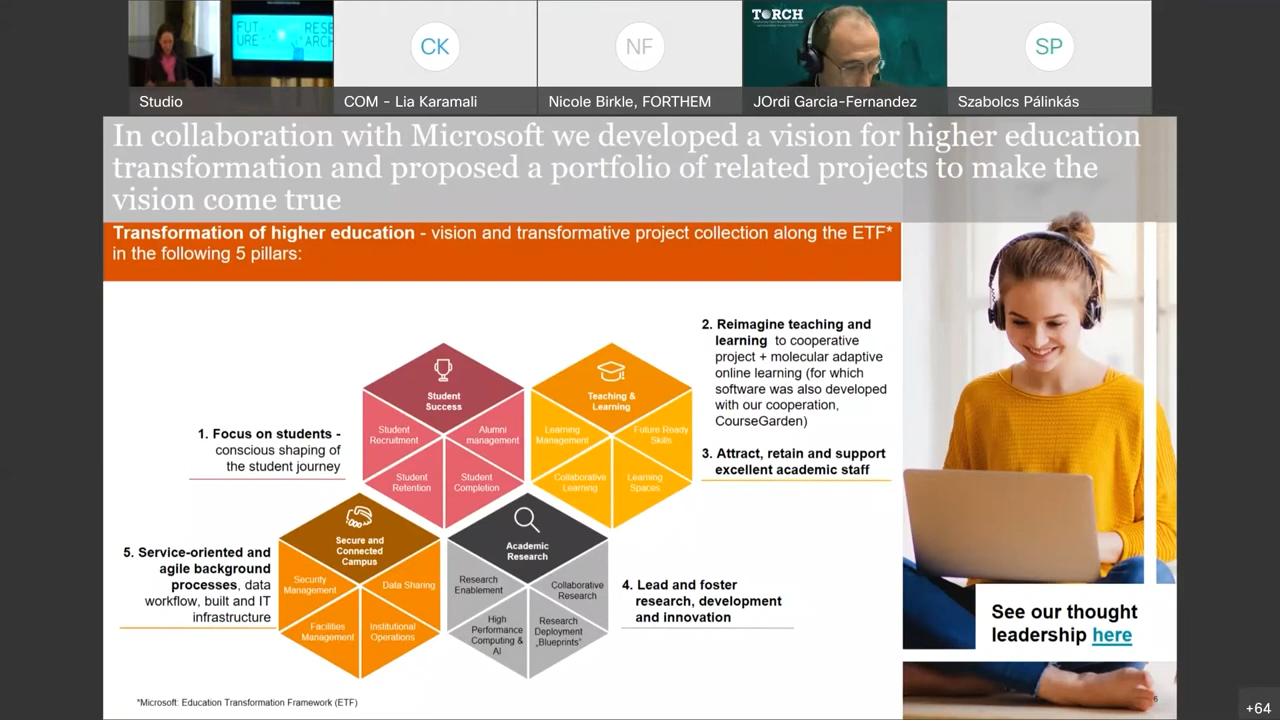 FUT
URE
RESE
ARCH
Studio
CK
COM - Lia Karamali
NF
Nicole Birkle, FORTHEM
TORCH
JOrdi Garcia-Fernandez
SP
Szabolcs Pálinkás
In collaboration with Microsoft we developed a vision for higher education
transformation and proposed a portfolio of related projects to make the
vision come true
Transformation of higher education - vision and transformative project collection along the ETF*
in the following 5 pillars:
1. Focus on students -
conscious shaping of
the student journey
Student
Success
Student
Recruitment
Alumni
management
Student
Retention
Student
Completion
Teaching &
Learning
Learning
Management
Future Ready
Skills
Collaborative
Learning
Learning
Spaces
2. Reimagine teaching and
learning to cooperative
project + molecular adaptive
online learning (for which
software was also developed
with our cooperation,
CourseGarden)
3. Attract, retain and support
excellent academic staff
5. Service-oriented and
agile background
processes, data
workflow, built and IT
infrastructure
Secure and
Connected
Campus
Security
Management
Data Sharing
Facilities
Management
Institutional
Operations
Academic
Research
Research
Enablement
Collaborative
Research
High
Performance
Computing &
AI
Research
Deployment
„Blueprints”
4. Lead and foster
research, development
and innovation
See our thought
leadership here
*Microsoft: Education Transformation Framework (ETF)
6
+64